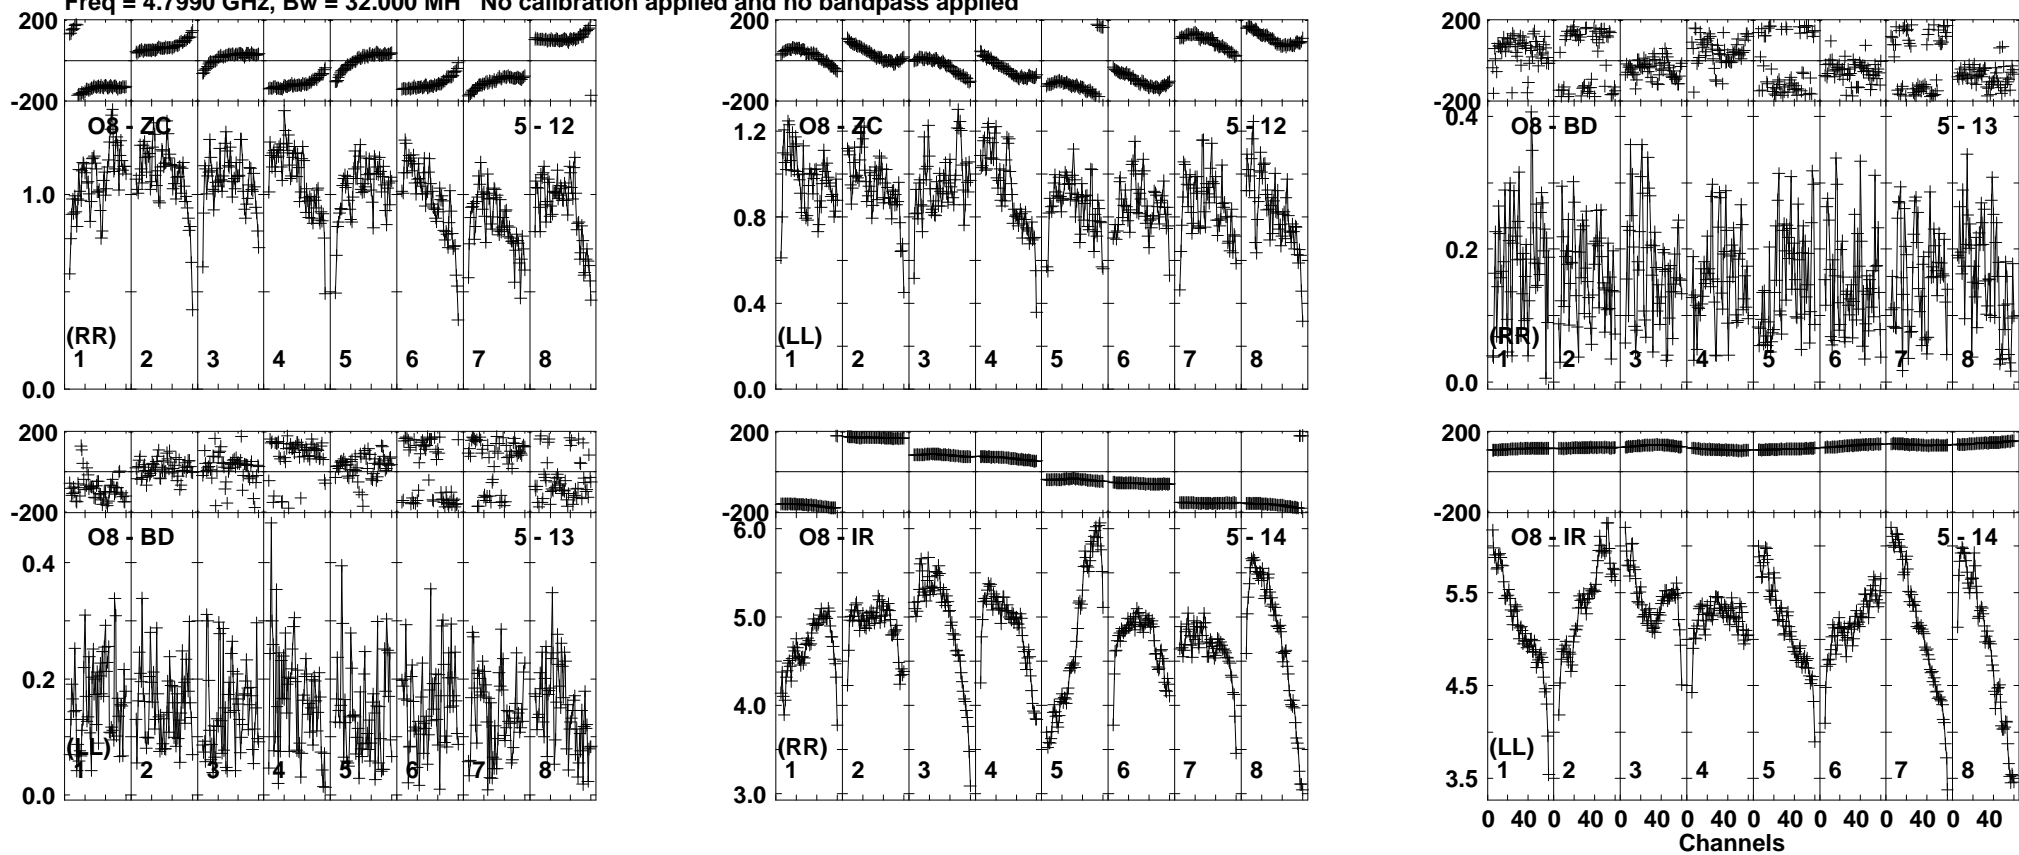 Freq = 4.7990 GHz, Bw = 32.000 MH No calibration applied and no bandpass applied
200
-200
O8 - ZC
5 - 12
1.0
0.0
(RR)
1 2 3 4 5 6 7 8
200
-200
O8 - ZC
5 - 12
1.2
0.8
0.4
0.0
(LL)
1 2 3 4 5 6 7 8
200
-200
0.4
O8 - BD
5 - 13
0.2
0.0
(RR)
1 2 3 4 5 6 7 8
200
-200
O8 - BD
5 - 13
0.4
0.2
0.0
(LL)
1 2 3 4 5 6 7 8
200
-200
6.0
O8 - IR
5 - 14
5.0
4.0
3.0
(RR)
1 2 3 4 5 6 7 8
200
-200
O8 - IR
5 - 14
5.5
4.5
3.5
(LL)
1 2 3 4 5 6 7 8
0 40 0 40 0 40 0 40 0 40 0 40 0 40 0 40
Channels